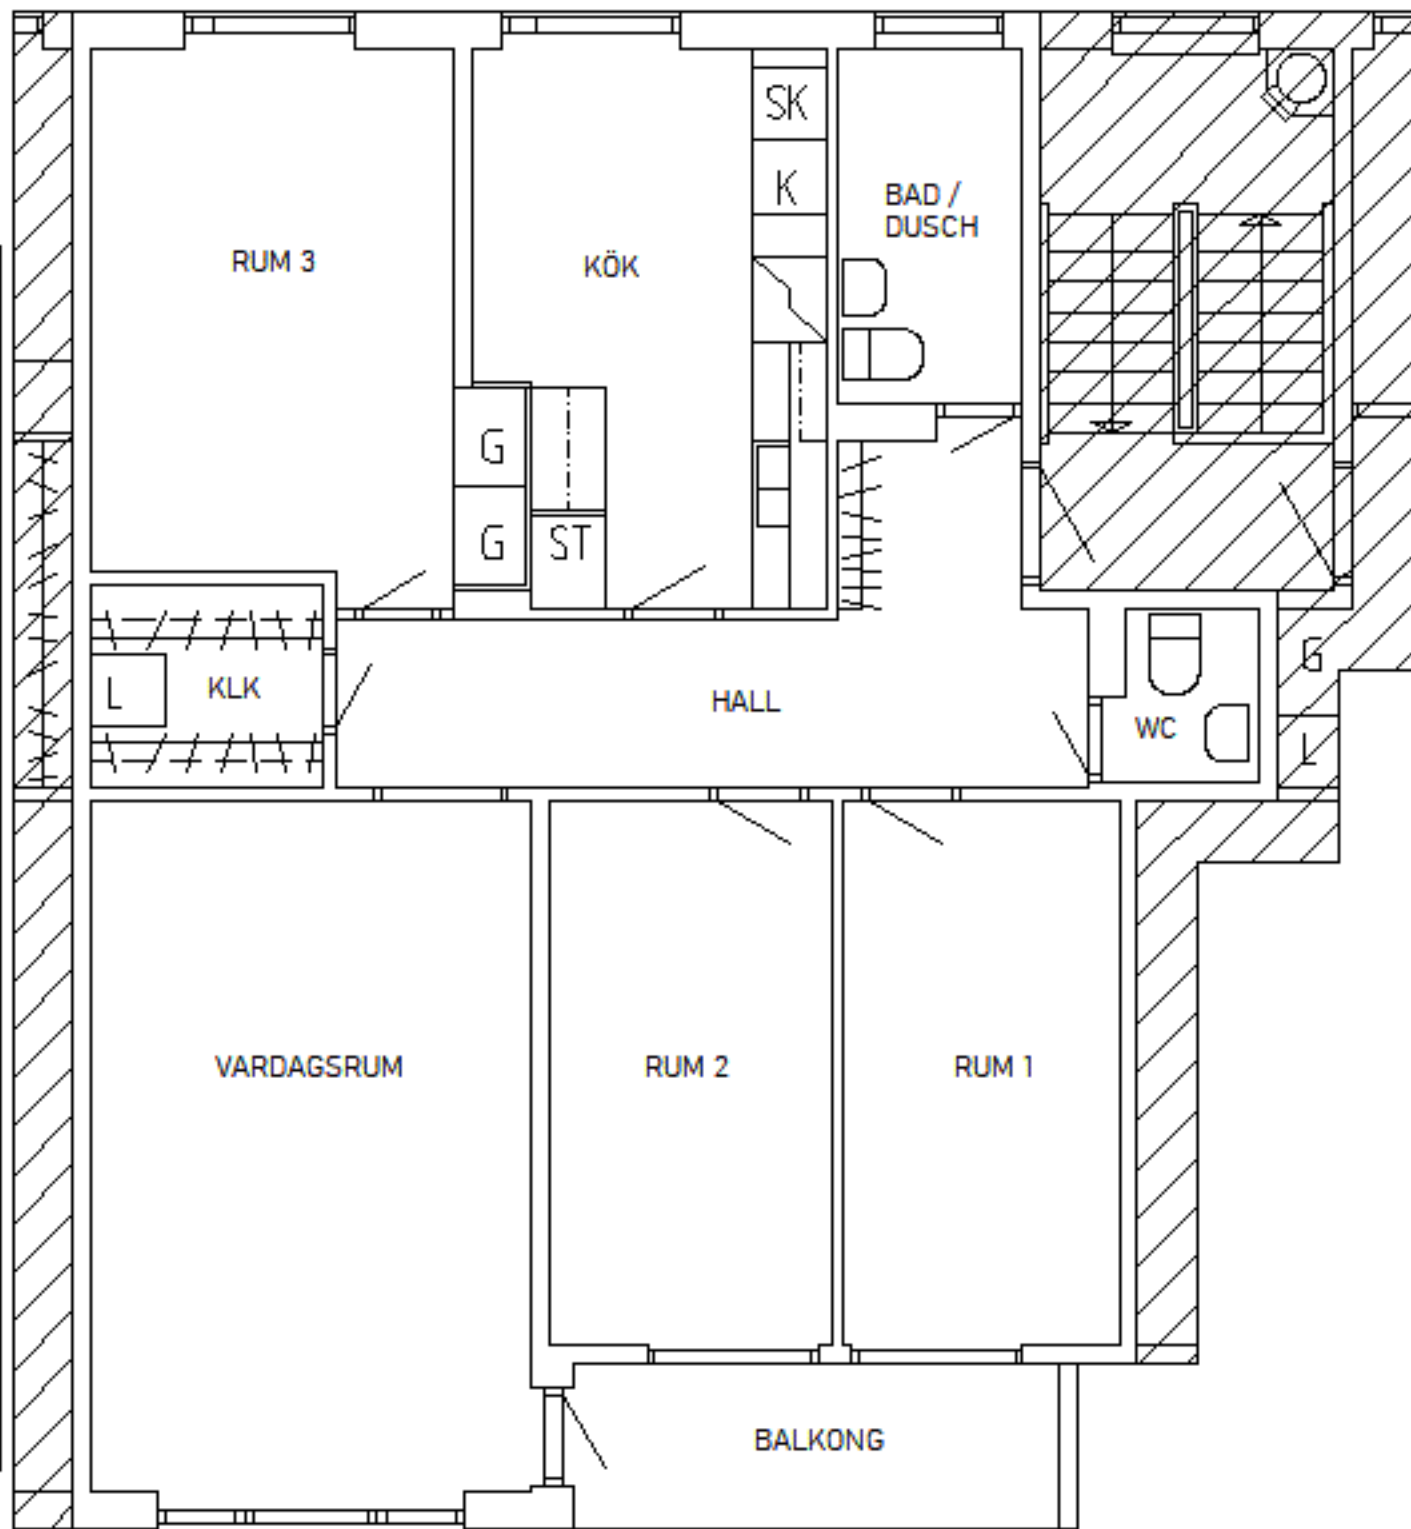 SK
K
BAD /
DUSCH
RUM 3
KÖK
G
G
ST
G
L
KLK
HALL
WC
L
VARDAGSRUM
RUM 2
RUM 1
BALKONG